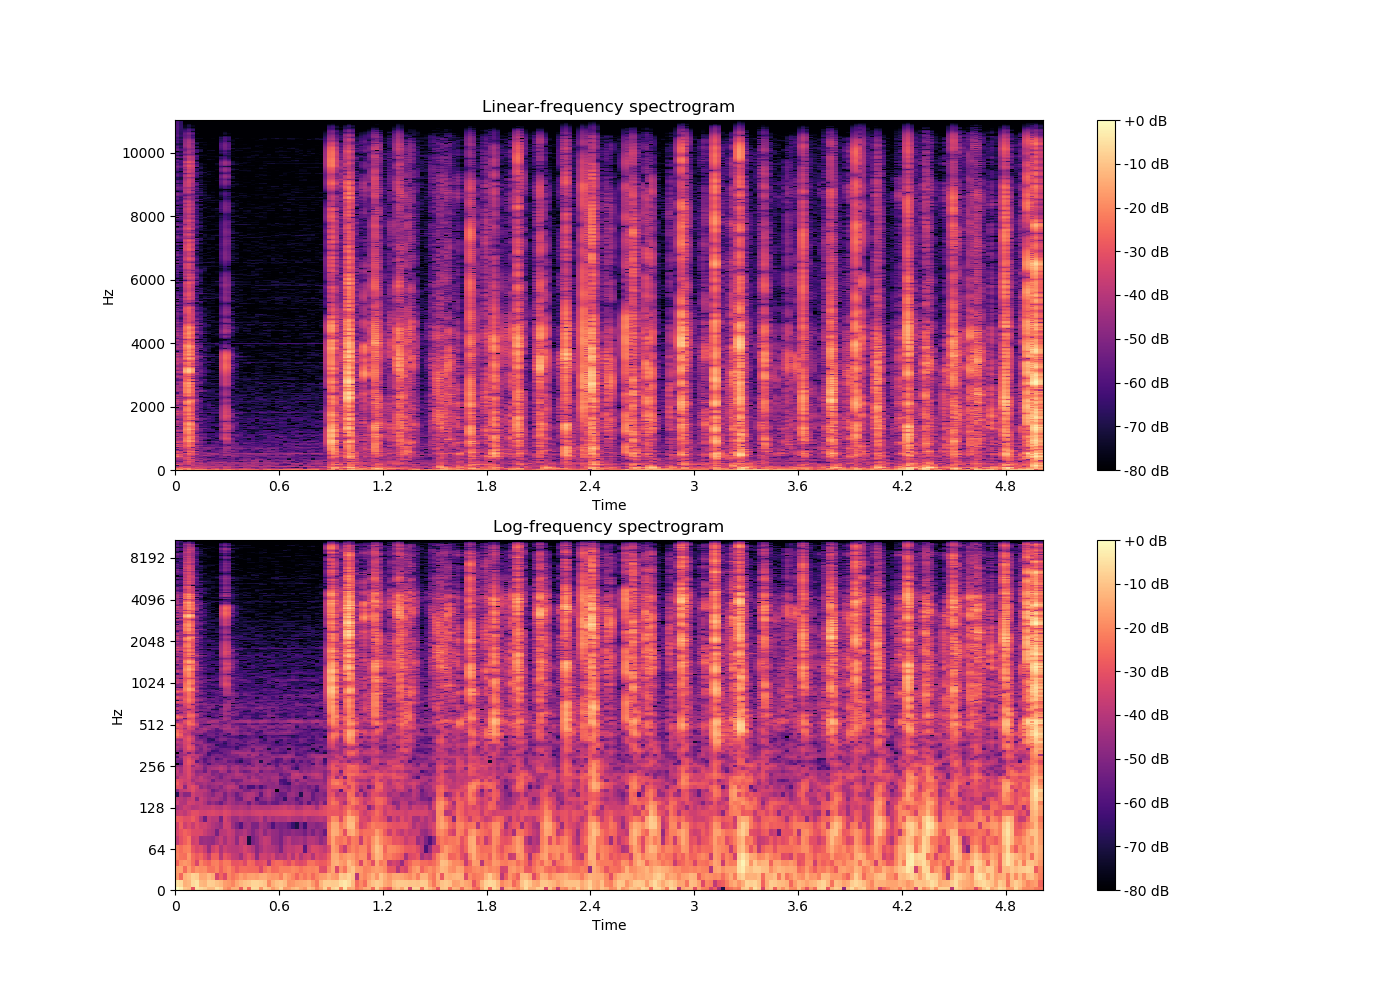 Linear-frequency spectrogram
+0 dB
10000
-10 dB
8000
-20 dB
-30 dB
6000
Hz
-40 dB
4000
-50 dB
-60 dB
2000
-70 dB
0
-80 dB
0 0.6 1.2 1.8 2.4 3 3.6 4.2 4.8
Time
Log-frequency spectrogram
+0 dB
8192
-10 dB
4096
-20 dB
2048
-30 dB
1024
-40 dB
Hz
512
-50 dB
256
-60 dB
128
-70 dB
64
0
-80 dB
0 0.6 1.2 1.8 2.4 3 3.6 4.2 4.8
Time